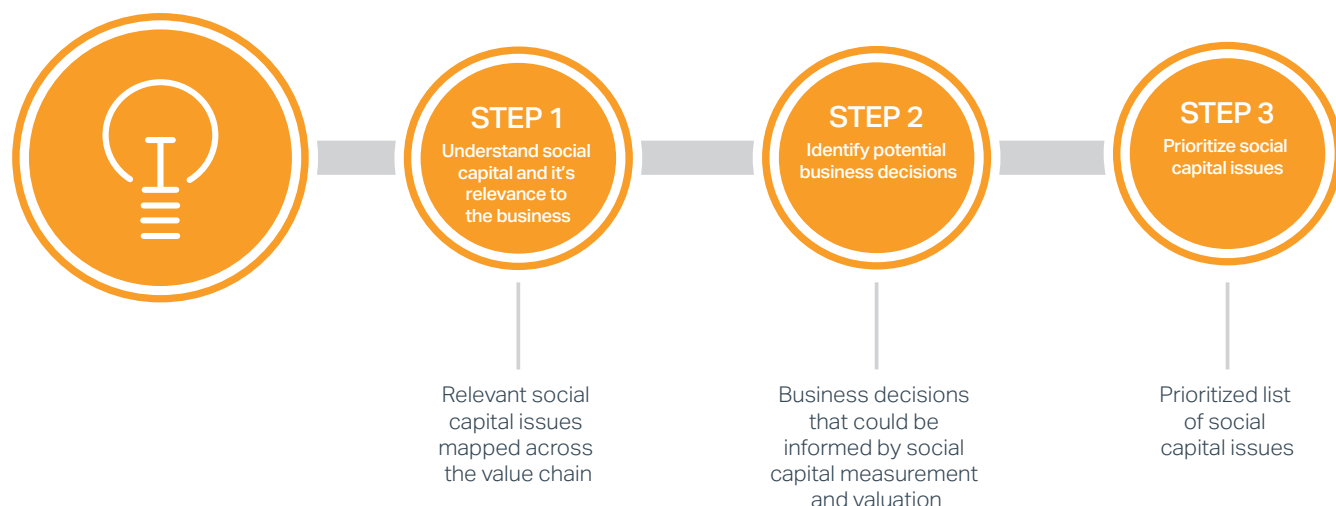 STEP 1
Understand social
capital and it's
relevance to
the business
STEP 2
Identify potential
business decisions
STEP 3
Prioritize social
capital issues
Relevant social
capital issues
mapped across
the value chain
Business decisions
that could be
informed by social
capital measurement
and valuation
Prioritized list
of social
capital issues